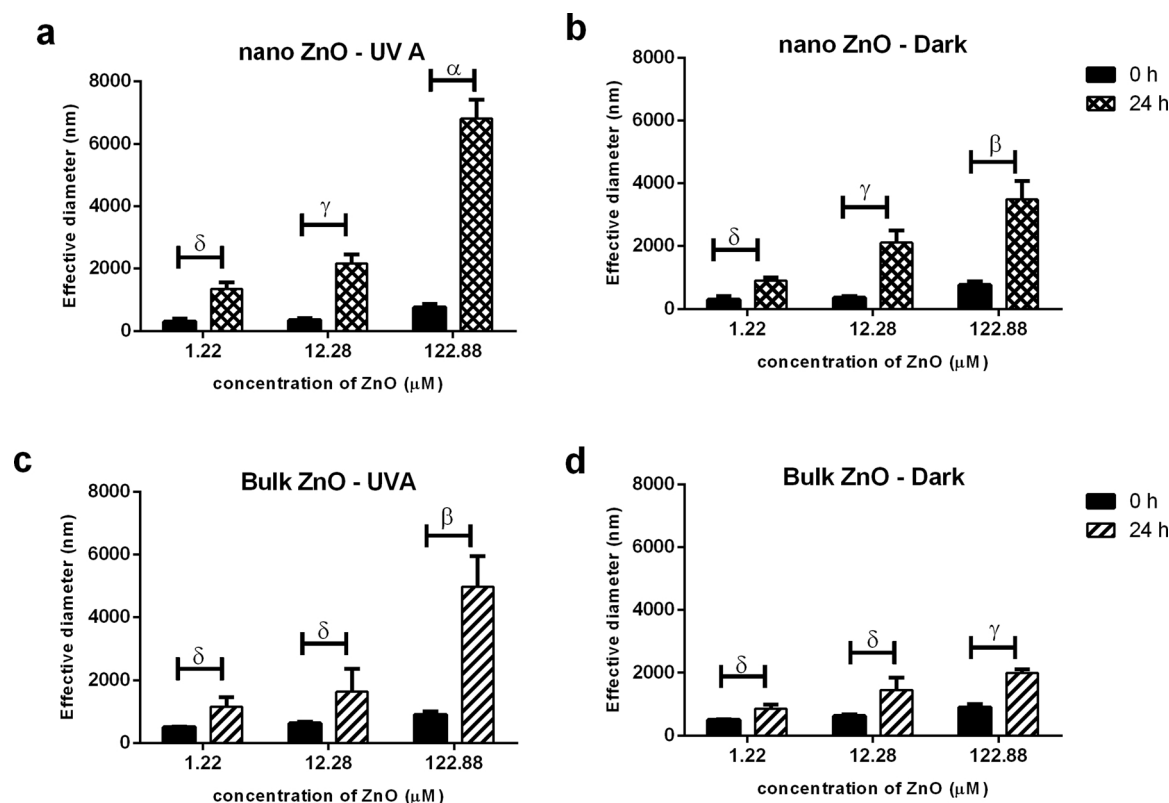 a
nano ZnO - UV A
Effective diameter (nm)
8000
6000
4000
2000
0
δ
γ
α
1.22
12.28
122.88
concentration of ZnO (μM)
b
nano ZnO - Dark
0 h
24 h
Effective diameter (nm)
8000
6000
4000
2000
0
δ
γ
β
1.22
12.28
122.88
concentration of ZnO (μM)
c
Bulk ZnO - UVA
Effective diameter (nm)
8000
6000
4000
2000
0
δ
δ
β
1.22
12.28
122.88
concentration of ZnO (μM)
d
Bulk ZnO - Dark
0 h
24 h
Effective diameter (nm)
8000
6000
4000
2000
0
δ
δ
γ
1.22
12.28
122.88
concentration of ZnO (μM)